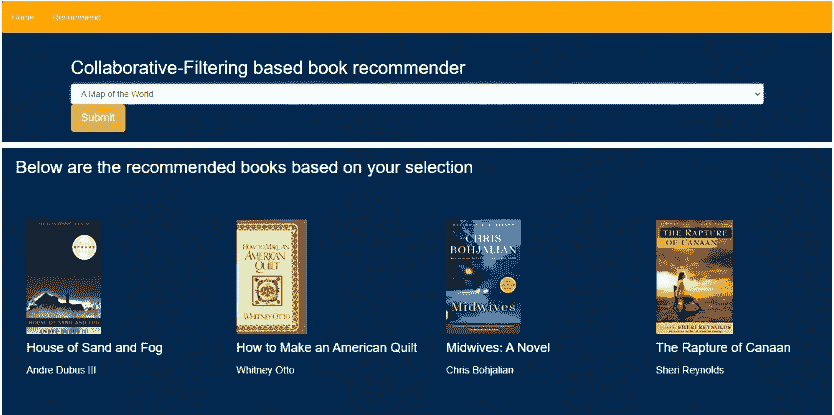 Home Recommend
Collaborative-Filtering based book recommender
A Map of the World
Submit
Below are the recommended books based on your selection
HOW TO MAKE AN
AMERICAN
QUILT
WHITNEY OTTO
CHRIS
BOHJALIAN
Midwives
THE RAPTURE
OF CANAAN
SHERI REYNOLDS
House of Sand and Fog
How to Make an American Quilt
Midwives: A Novel
The Rapture of Canaan
Andre Dubus III
Whitney Otto
Chris Bohjalian
Sheri Reynolds